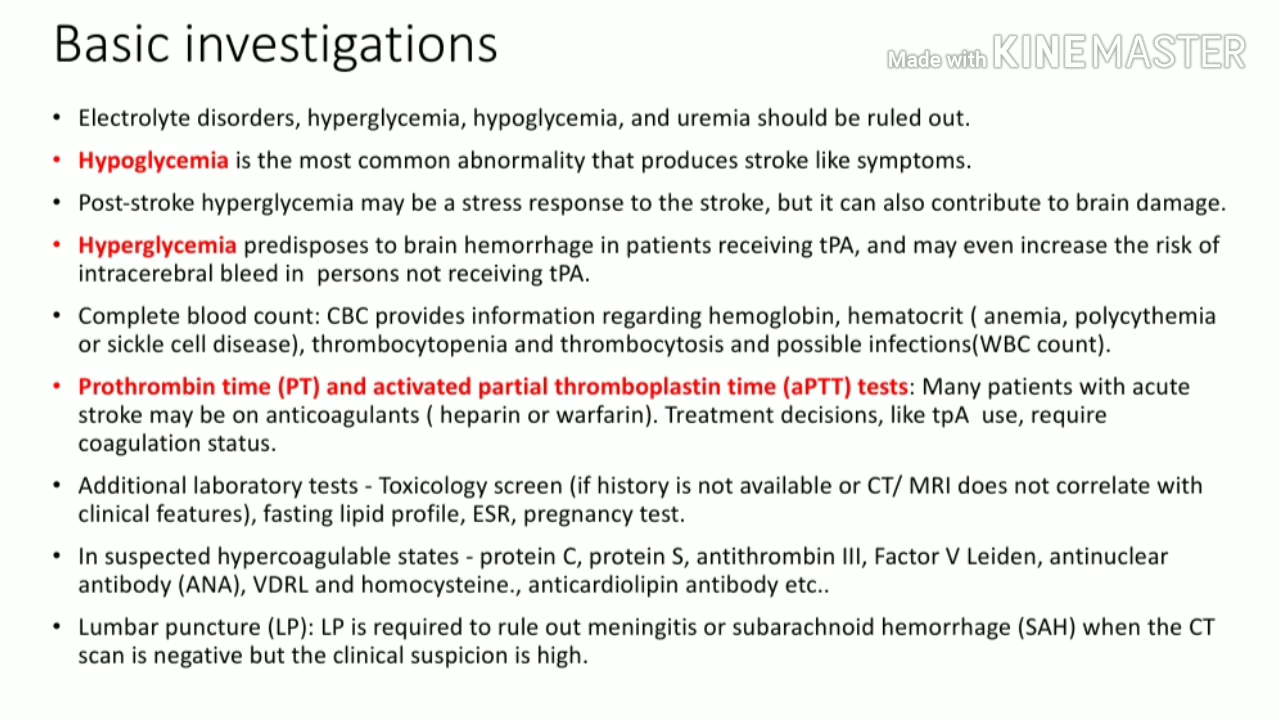 Basic investigations
Made with KINEMASTER
• Electrolyte disorders, hyperglycemia, hypoglycemia, and uremia should be ruled out.
• Hypoglycemia is the most common abnormality that produces stroke like symptoms.
• Post-stroke hyperglycemia may be a stress response to the stroke, but it can also contribute to brain damage.
• Hyperglycemia predisposes to brain hemorrhage in patients receiving tPA, and may even increase the risk of
intracerebral bleed in  persons not receiving tPA.
• Complete blood count: CBC provides information regarding hemoglobin, hematocrit ( anemia, polycythemia
or sickle cell disease), thrombocytopenia and thrombocytosis and possible infections(WBC count).
• Prothrombin time (PT) and activated partial thromboplastin time (aPTT) tests: Many patients with acute
stroke may be on anticoagulants ( heparin or warfarin). Treatment decisions, like tpA  use, require
coagulation status.
• Additional laboratory tests - Toxicology screen (if history is not available or CT/ MRI does not correlate with
clinical features), fasting lipid profile, ESR, pregnancy test.
• In suspected hypercoagulable states - protein C, protein S, antithrombin III, Factor V Leiden, antinuclear
antibody (ANA), VDRL and homocysteine., anticardiolipin antibody etc..
• Lumbar puncture (LP): LP is required to rule out meningitis or subarachnoid hemorrhage (SAH) when the CT
scan is negative but the clinical suspicion is high.